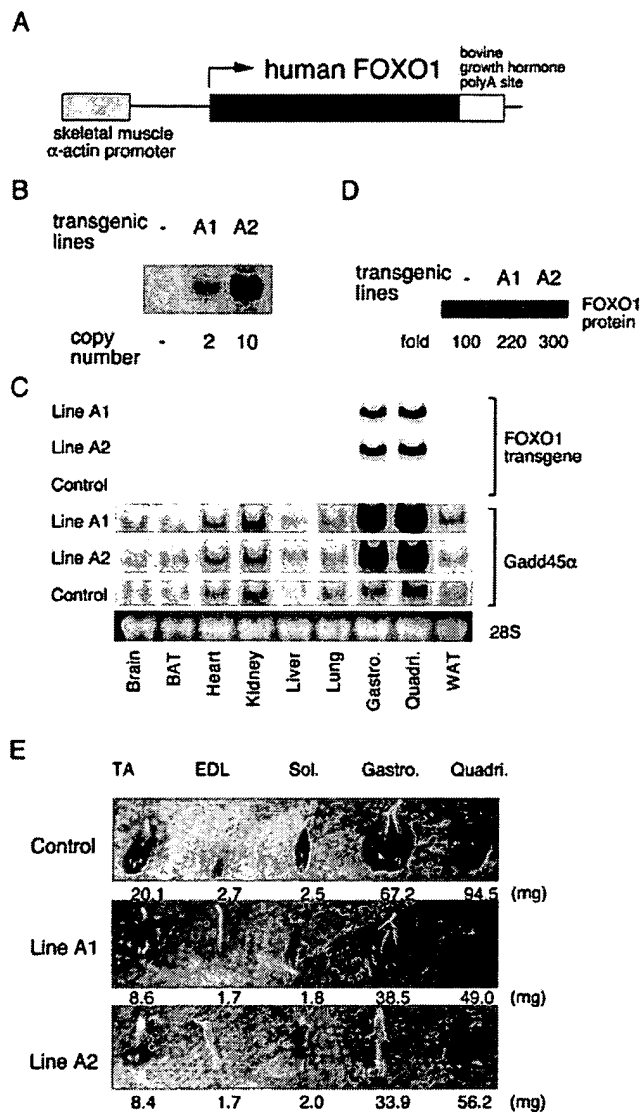 A
human FOXO1
bovine
growth hormone
polyA site
skeletal muscle
α-actin promoter
B
transgenic
lines
- A1 A2
copy
number
- 2 10
D
transgenic
lines
- A1 A2
FOXO1
protein
fold 100 220 300
C
Line A1
Line A2
Control
FOXO1
transgene
Line A1
Line A2
Control
Gadd45α
28S
Brain
BAT
Heart
Kidney
Liver
Lung
Gastro.
Quadri.
WAT
E
TA EDL Sol. Gastro. Quadri.
Control
20.1 2.7 2.5 67.2 94.5 (mg)
Line A1
8.6 1.7 1.8 38.5 49.0 (mg)
Line A2
8.4 1.7 2.0 33.9 56.2 (mg)